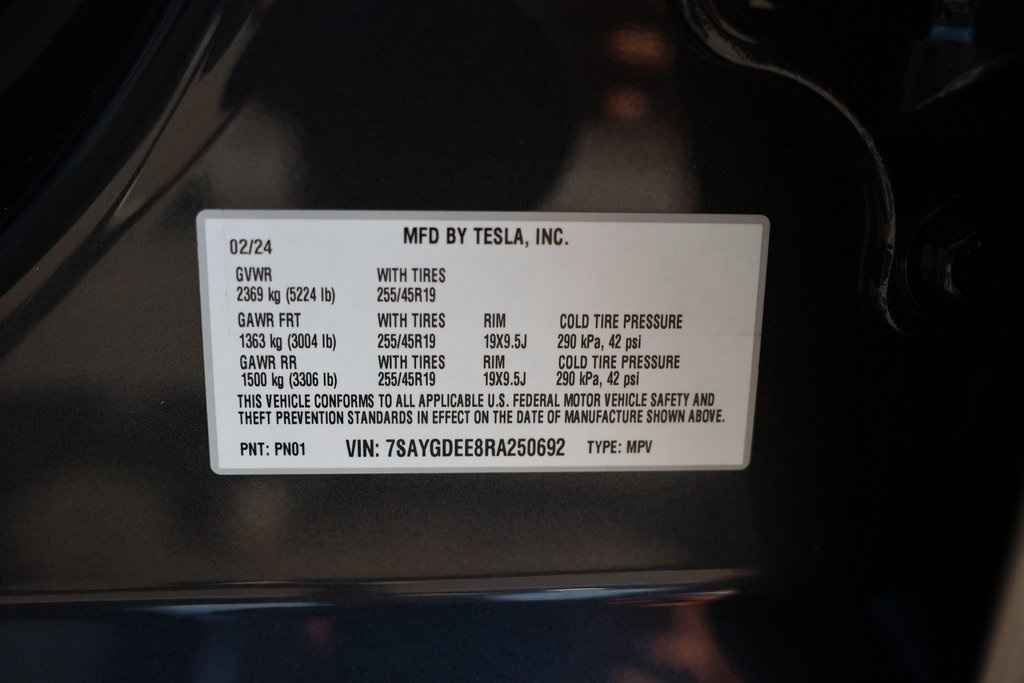 MFD BY TESLA, INC.
02/24
GVWR WITH TIRES
2369 kg (5224 lb) 255/45R19
GAWR FRT WITH TIRES RIM COLD TIRE PRESSURE
1363 kg (3004 lb) 255/45R19 19X9.5J 290 kPa, 42 psi
GAWR RR WITH TIRES RIM COLD TIRE PRESSURE
1500 kg (3306 lb) 255/45R19 19X9.5J 290 kPa, 42 psi
THIS VEHICLE CONFORMS TO ALL APPLICABLE U.S. FEDERAL MOTOR VEHICLE SAFETY AND
THEFT PREVENTION STANDARDS IN EFFECT ON THE DATE OF MANUFACTURE SHOWN ABOVE.
PNT: PN01 VIN: 7SAYGDEE8RA250692 TYPE: MPV